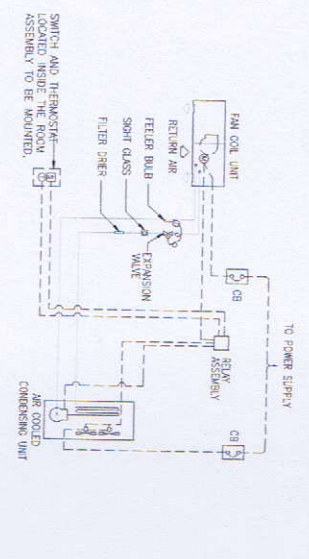 TO POWER SUPPLY
CB
CB
FAN COIL UNIT
RETURN AIR
FEELER BULB
SIGHT GLASS
FILTER DRIER
EXPANSION
VALVE
RELAY
ASSEMBLY
SWITCH AND THERMOSTAT
LOCATED INSIDE THE ROOM
ASSEMBLY TO BE MOUNTED.
AIR COOLED
CONDENSING UNIT